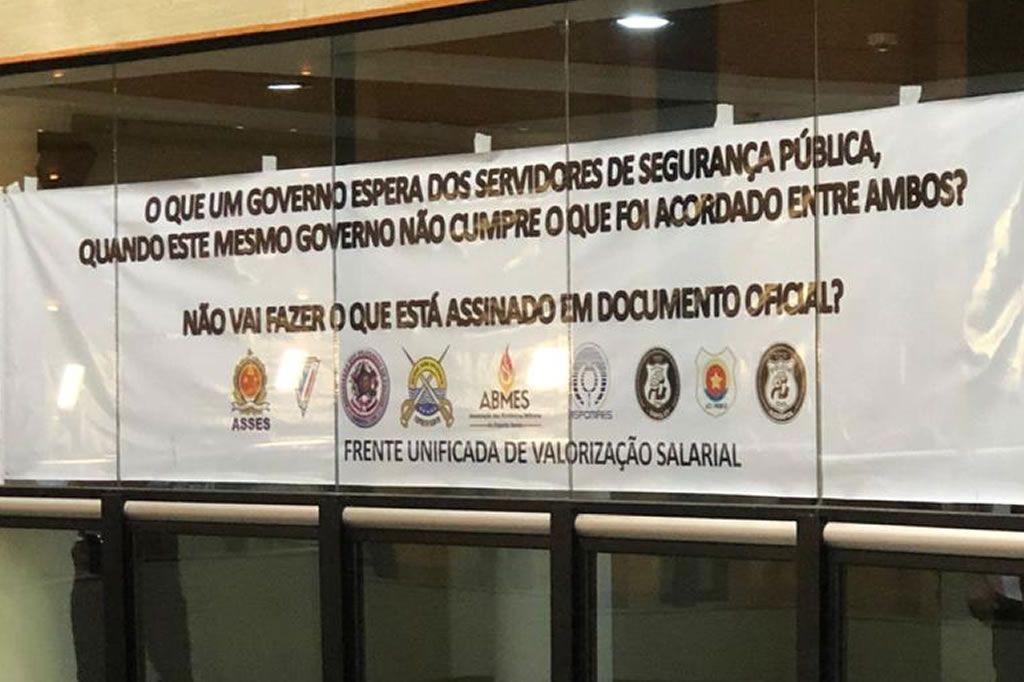 O QUE UM GOVERNO ESPERA DOS SERVIDORES DE SEGURANÇA PÚBLICA,
QUANDO ESTE MESMO GOVERNO NÃO CUMPRE O QUE FOI ACORDADO ENTRE AMBOS?
NÃO VAI FAZER O QUE ESTÁ ASSINADO EM DOCUMENTO OFICIAL?
ASSES
ABMES
FRENTE UNIFICADA DE VALORIZAÇÃO SALARIAL